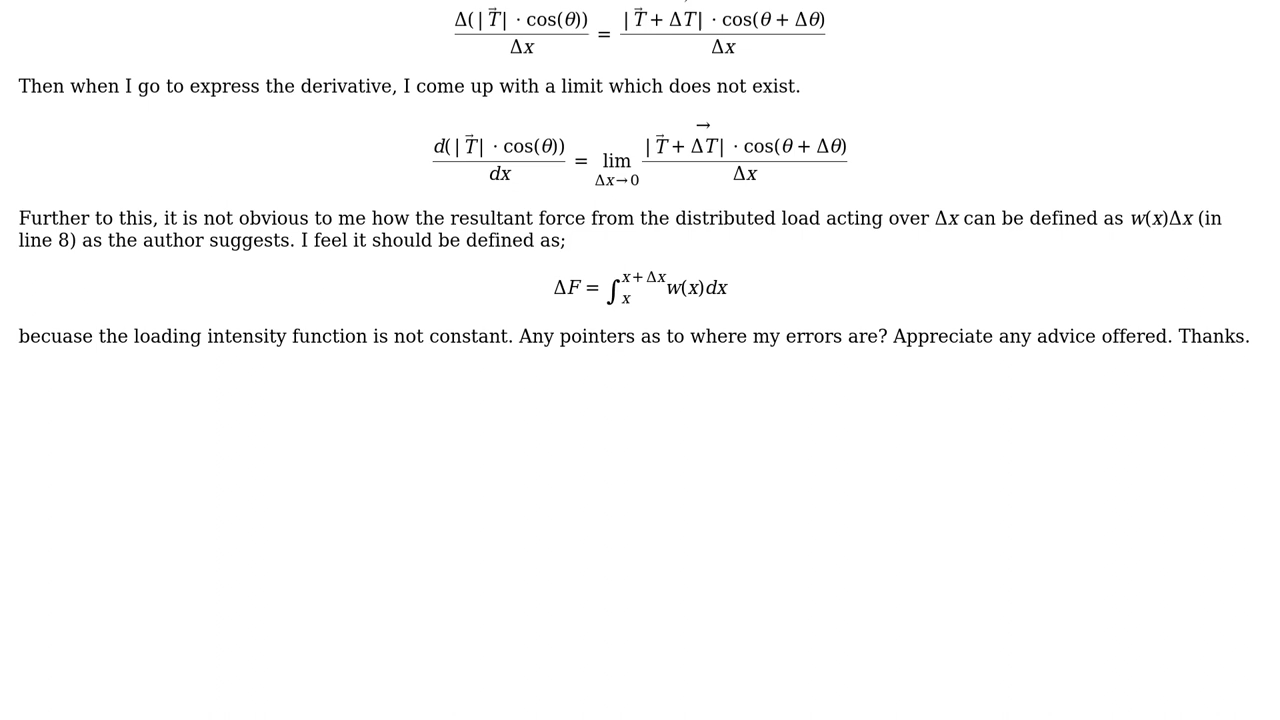 Δ(|T⃗| · cos(θ)) / Δx = |T⃗ + ΔT| · cos(θ + Δθ) / Δx
Then when I go to express the derivative, I come up with a limit which does not exist.
d(|T⃗| · cos(θ)) / dx = lim Δx→0 |T⃗ + ΔT⃗| · cos(θ + Δθ) / Δx
Further to this, it is not obvious to me how the resultant force from the distributed load acting over Δx can be defined as w(x)Δx (in
line 8) as the author suggests. I feel it should be defined as;
ΔF = ∫ₓˣ⁺ᐃˣ w(x)dx
becuase the loading intensity function is not constant. Any pointers as to where my errors are? Appreciate any advice offered. Thanks.